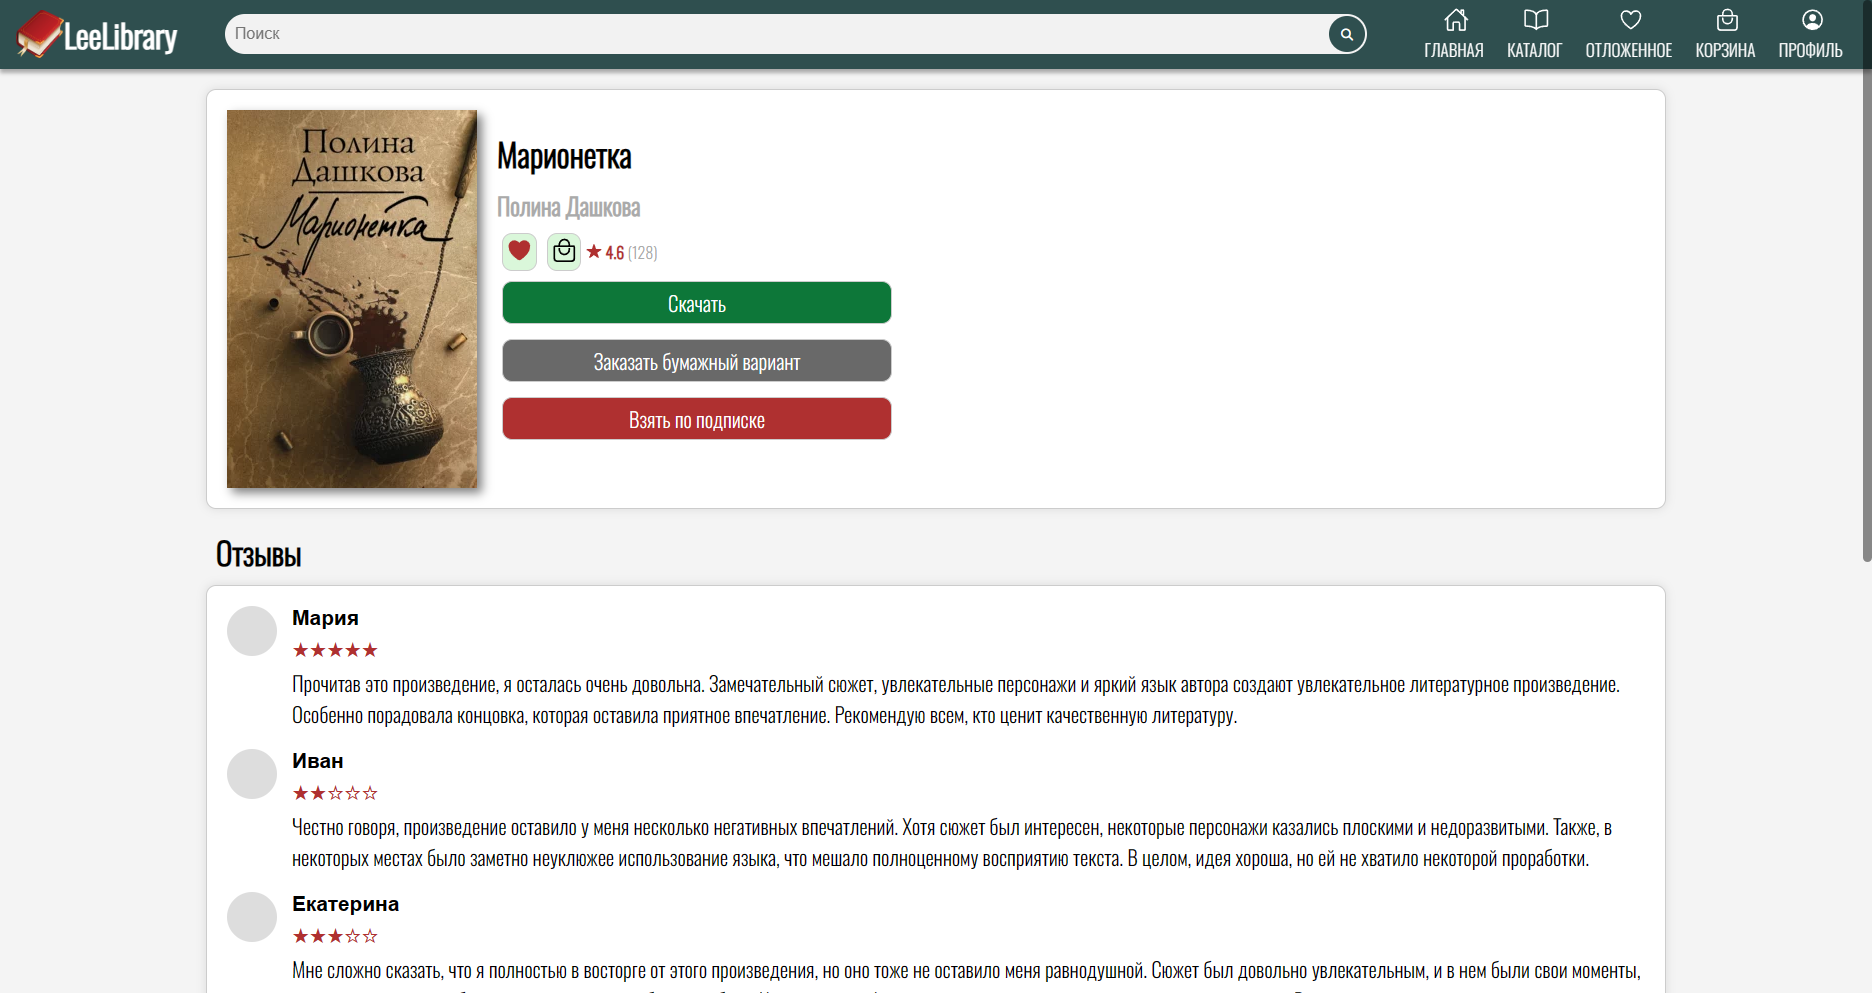 LeeLibrary
Поиск
ГЛАВНАЯ
КАТАЛОГ
ОТЛОЖЕННОЕ
КОРЗИНА
ПРОФИЛЬ
Полина
Дашкова
Марионетка
Марионетка
Полина Дашкова
★ 4.6 (128)
Скачать
Заказать бумажный вариант
Взять по подписке
Отзывы
Мария
★★★★★
Прочитав это произведение, я осталась очень довольна. Замечательный сюжет, увлекательные персонажи и яркий язык автора создают увлекательное литературное произведение.
Особенно порадовала концовка, которая оставила приятное впечатление. Рекомендую всем, кто ценит качественную литературу.
Иван
★★☆☆☆
Честно говоря, произведение оставило у меня несколько негативных впечатлений. Хотя сюжет был интересен, некоторые персонажи казались плоскими и недоразвитыми. Также, в
некоторых местах было заметно неуклюжее использование языка, что мешало полноценному восприятию текста. В целом, идея хороша, но ей не хватило некоторой проработки.
Екатерина
★★★☆☆
Мне сложно сказать, что я полностью в восторге от этого произведения, но оно тоже не оставило меня равнодушной. Сюжет был довольно увлекательным, и в нем были свои моменты,